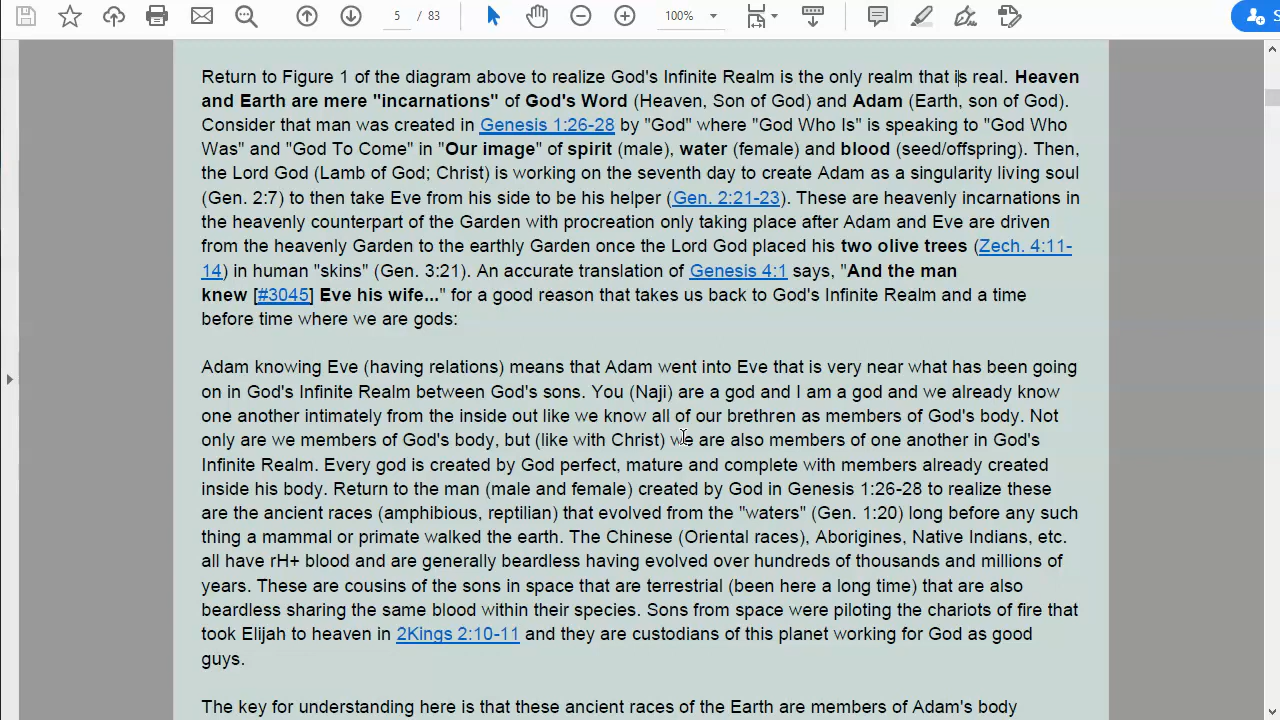 5 / 83
100%
S
Return to Figure 1 of the diagram above to realize God's Infinite Realm is the only realm that is real. Heaven
and Earth are mere "incarnations" of God's Word (Heaven, Son of God) and Adam (Earth, son of God).
Consider that man was created in Genesis 1:26-28 by "God" where "God Who Is" is speaking to "God Who
Was" and "God To Come" in "Our image" of spirit (male), water (female) and blood (seed/offspring). Then,
the Lord God (Lamb of God; Christ) is working on the seventh day to create Adam as a singularity living soul
(Gen. 2:7) to then take Eve from his side to be his helper (Gen. 2:21-23). These are heavenly incarnations in
the heavenly counterpart of the Garden with procreation only taking place after Adam and Eve are driven
from the heavenly Garden to the earthly Garden once the Lord God placed his two olive trees (Zech. 4:11-
14) in human "skins" (Gen. 3:21). An accurate translation of Genesis 4:1 says, "And the man
knew [#3045] Eve his wife..." for a good reason that takes us back to God's Infinite Realm and a time
before time where we are gods:
Adam knowing Eve (having relations) means that Adam went into Eve that is very near what has been going
on in God's Infinite Realm between God's sons. You (Naji) are a god and I am a god and we already know
one another intimately from the inside out like we know all of our brethren as members of God's body. Not
only are we members of God's body, but (like with Christ) we are also members of one another in God's
Infinite Realm. Every god is created by God perfect, mature and complete with members already created
inside his body. Return to the man (male and female) created by God in Genesis 1:26-28 to realize these
are the ancient races (amphibious, reptilian) that evolved from the "waters" (Gen. 1:20) long before any such
thing a mammal or primate walked the earth. The Chinese (Oriental races), Aborigines, Native Indians, etc.
all have rH+ blood and are generally beardless having evolved over hundreds of thousands and millions of
years. These are cousins of the sons in space that are terrestrial (been here a long time) that are also
beardless sharing the same blood within their species. Sons from space were piloting the chariots of fire that
took Elijah to heaven in 2Kings 2:10-11 and they are custodians of this planet working for God as good
guys.
The key for understanding here is that these ancient races of the Earth are members of Adam's body